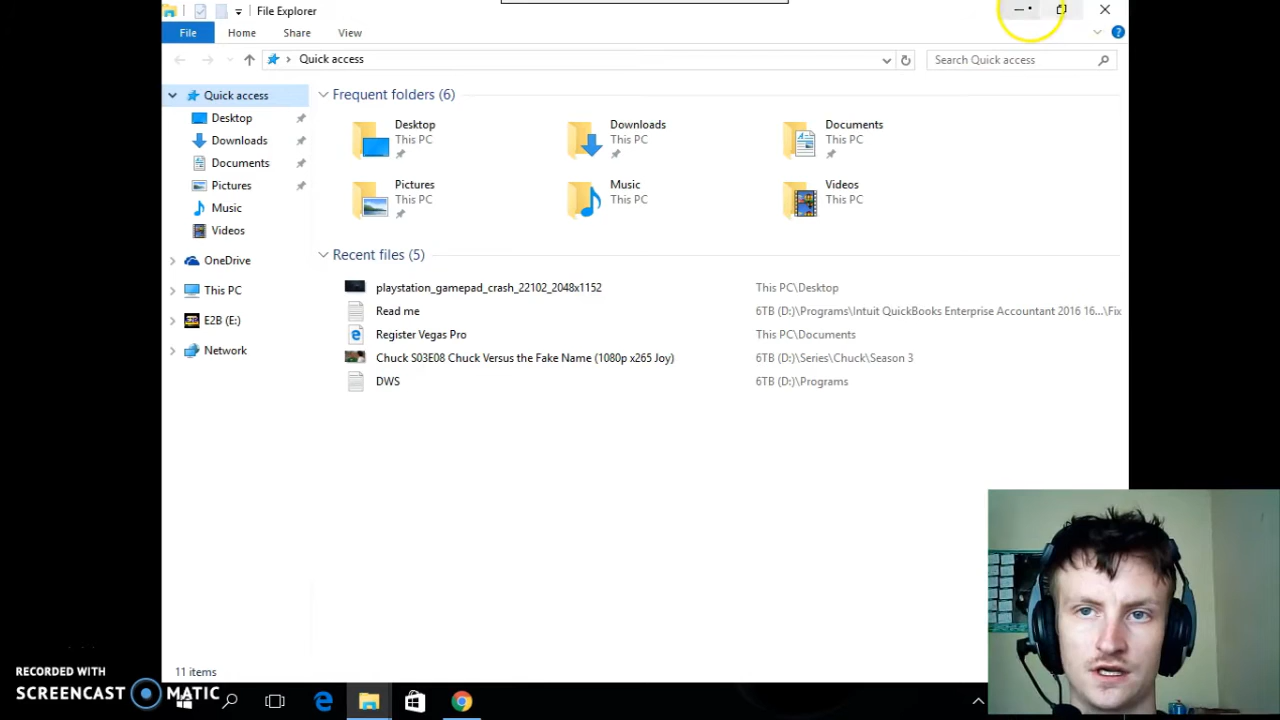 File Explorer
File Home Share View
Quick access Search Quick access
Quick access
Desktop
Downloads
Documents
Pictures
Music
Videos
OneDrive
This PC
E2B (E:)
Network
Frequent folders (6)
Desktop
This PC
Downloads
This PC
Documents
This PC
Pictures
This PC
Music
This PC
Videos
This PC
Recent files (5)
playstation_gamepad_crash_22102_2048x1152 This PC\Desktop
Read me 6TB (D:)\Programs\Intuit QuickBooks Enterprise Accountant 2016 16...\Fix
Register Vegas Pro This PC\Documents
Chuck S03E08 Chuck Versus the Fake Name (1080p x265 Joy) 6TB (D:)\Series\Chuck\Season 3
DWS 6TB (D:)\Programs
11 items
RECORDED WITH
SCREENCAST MATIC